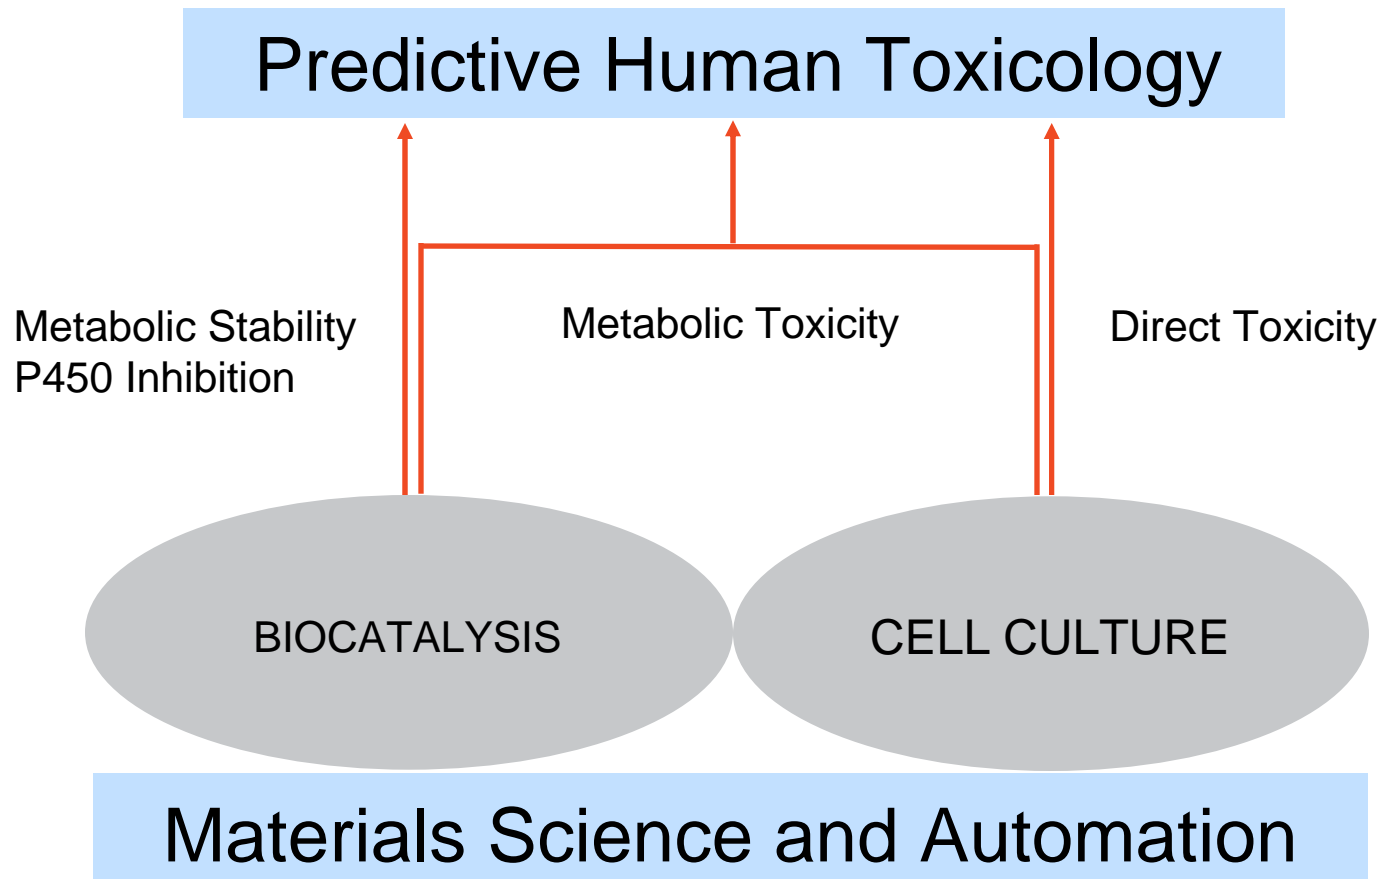 Predictive Human Toxicology
Metabolic Stability
P450 Inhibition
Metabolic Toxicity
Direct Toxicity
BIOCATALYSIS
CELL CULTURE
Materials Science and Automation